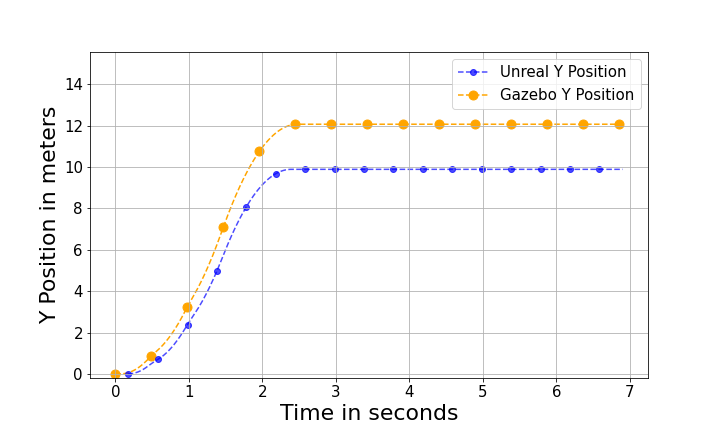 Unreal Y Position
Gazebo Y Position
Y Position in meters
14
12
10
8
6
4
2
0
0 1 2 3 4 5 6 7
Time in seconds